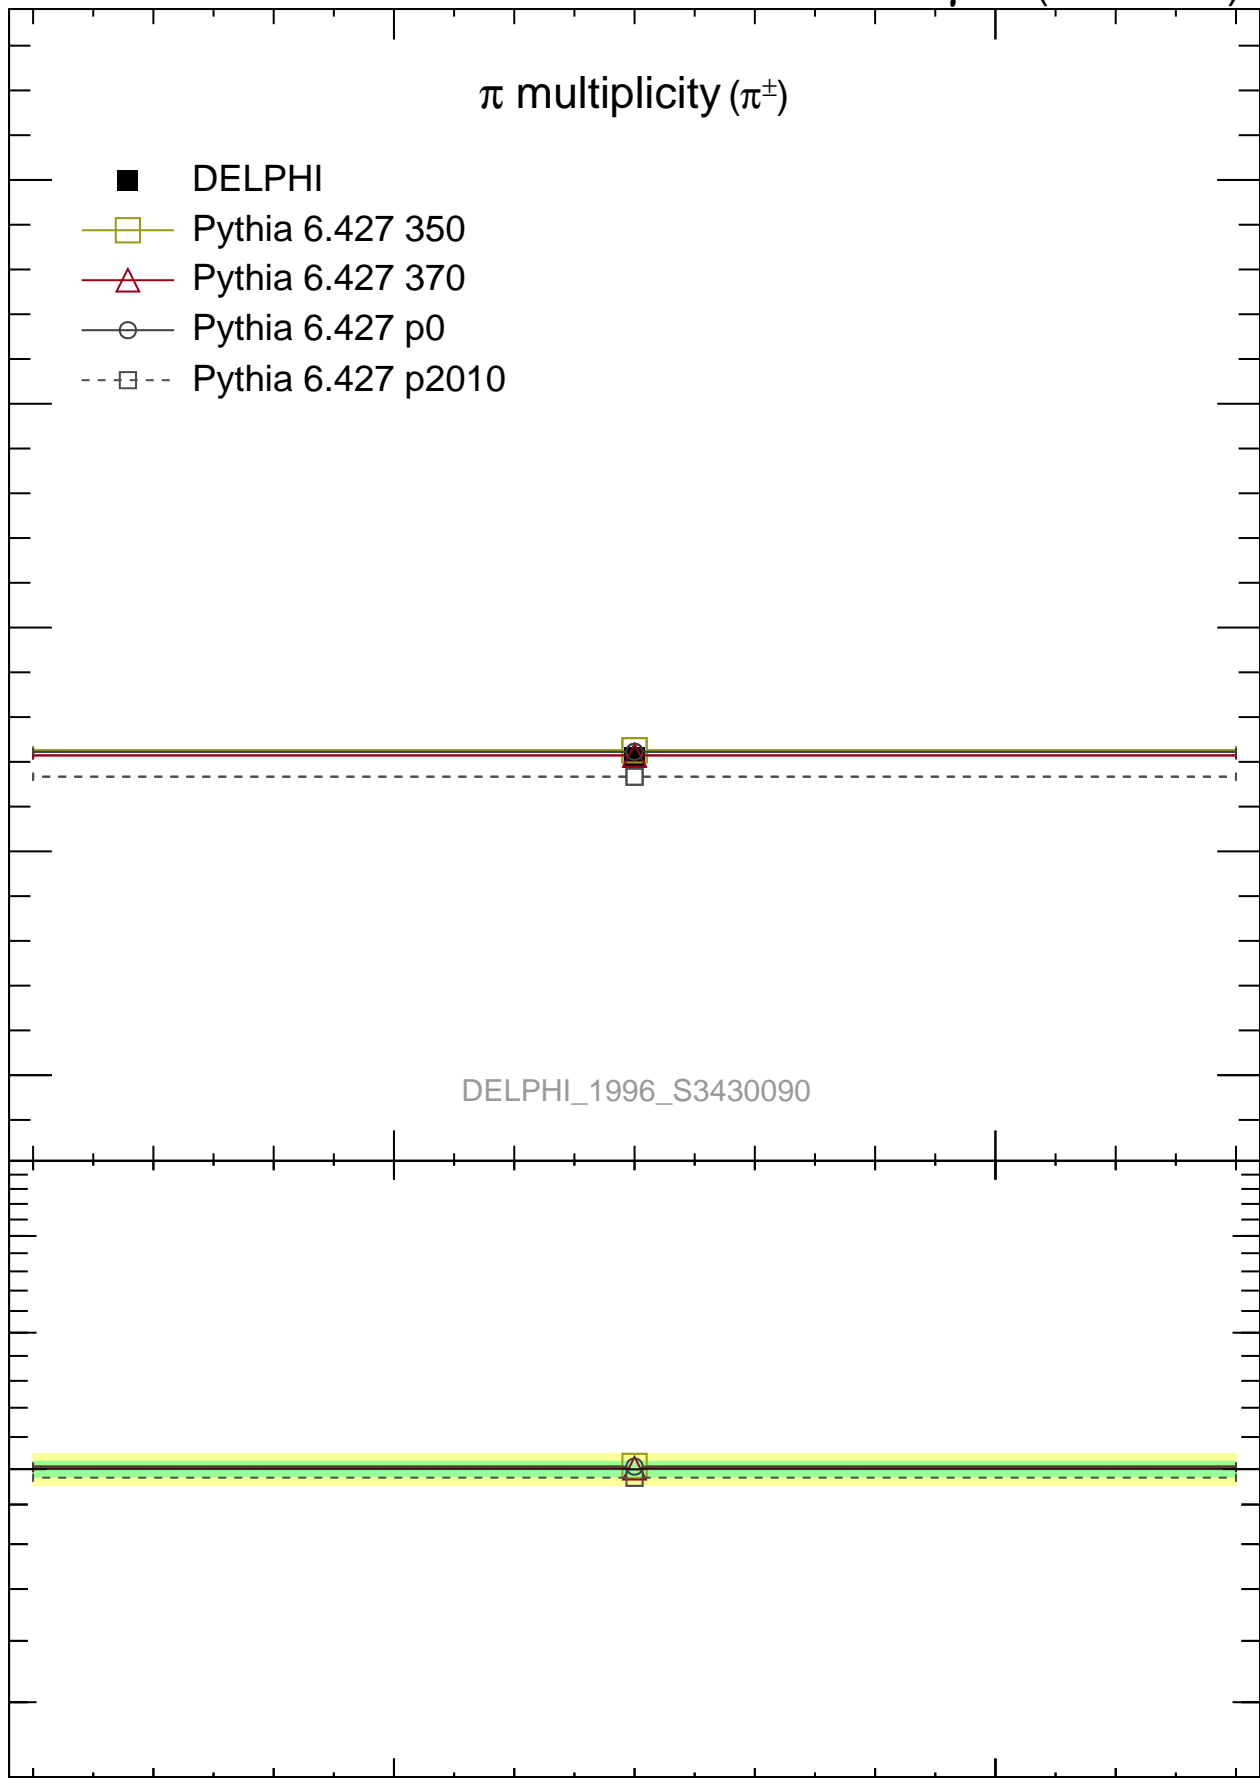 π multiplicity (π±)
DELPHI
Pythia 6.427 350
Pythia 6.427 370
Pythia 6.427 p0
Pythia 6.427 p2010
DELPHI_1996_S3430090